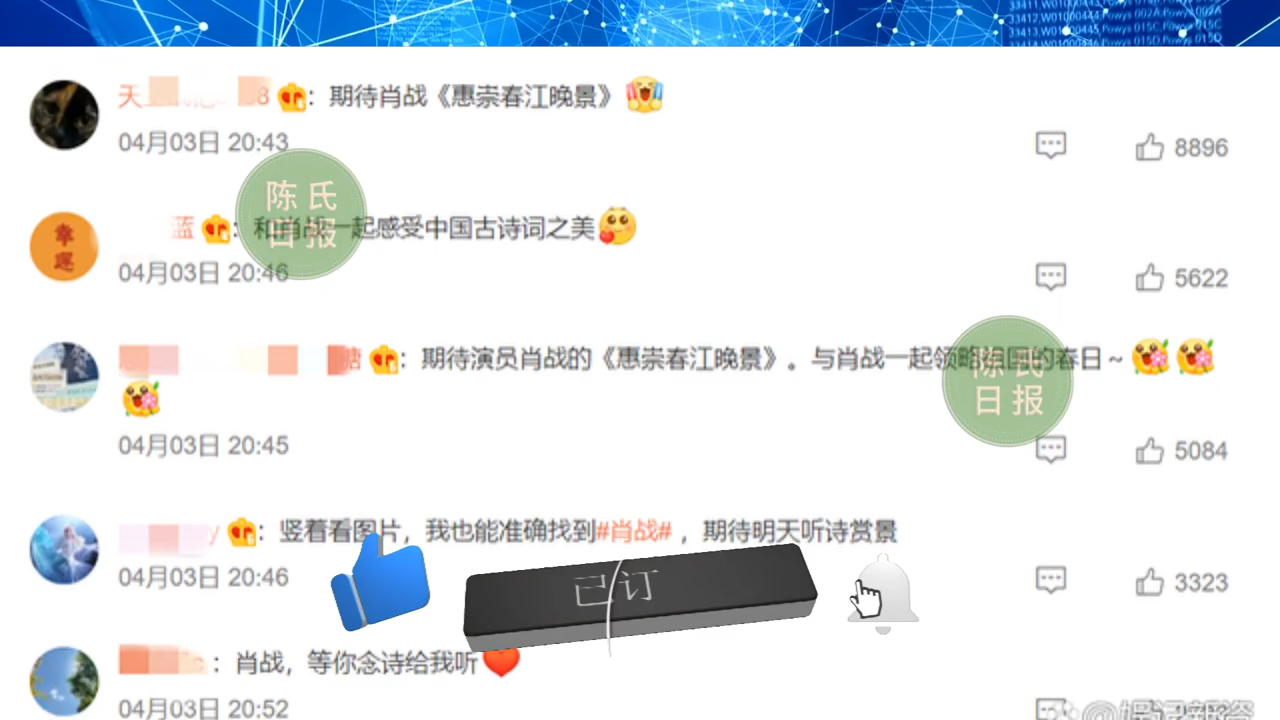 期待肖战《惠崇春江晚景》
04月03日 20:43
8896
陈氏
日报
蓝：和肖战一起感受中国古诗词之美
04月03日 20:46
5622
糖：期待演员肖战的《惠崇春江晚景》。与肖战一起领略的春日~
陈氏
日报
04月03日 20:45
5084
y：竖着看图片，我也能准确找到#肖战#，期待明天听诗赏景
04月03日 20:46
3323
已订
：肖战，等你念诗给我听
04月03日 20:52